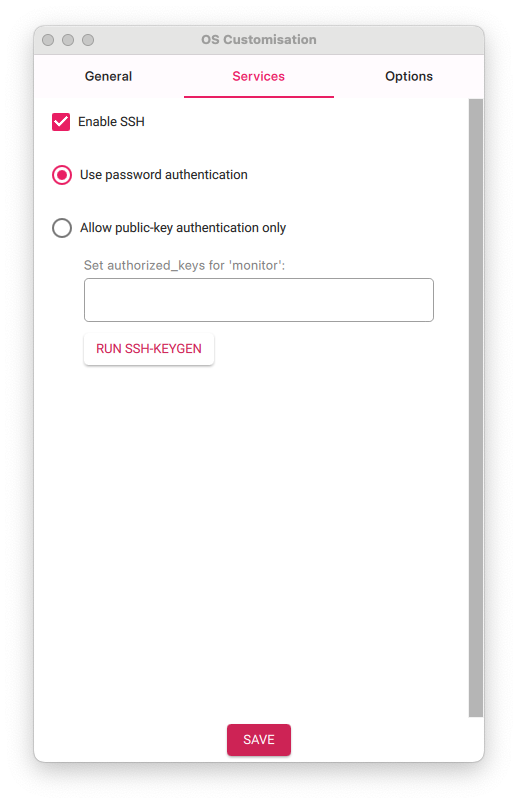 OS Customisation
General Services Options
Enable SSH
Use password authentication
Allow public-key authentication only
Set authorized_keys for 'monitor':
RUN SSH-KEYGEN
SAVE